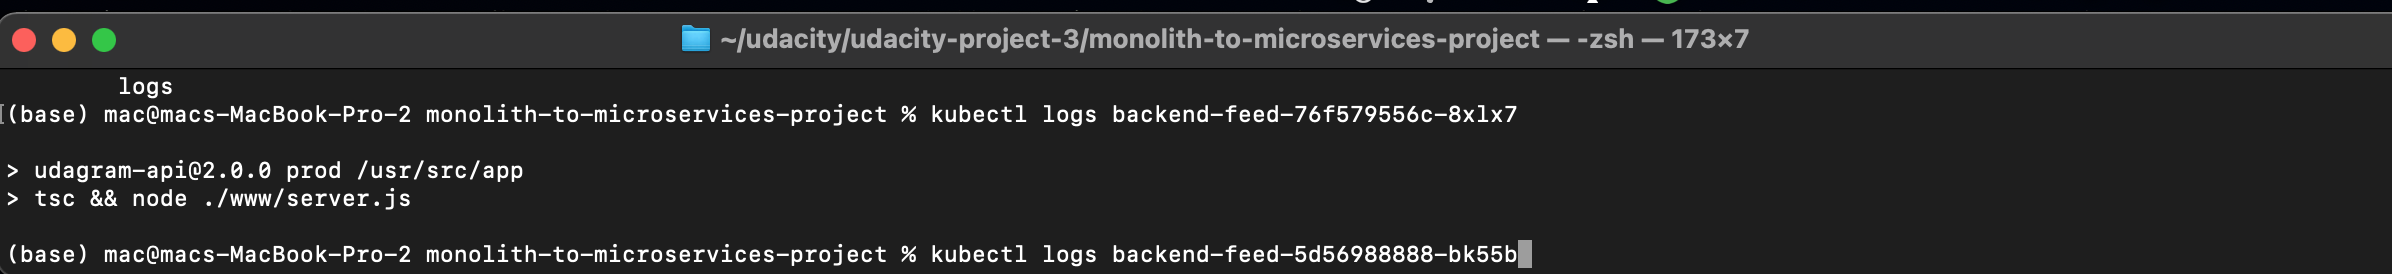 ~/udacity/udacity-project-3/monolith-to-microservices-project — -zsh — 173×7
logs
(base) mac@macs-MacBook-Pro-2 monolith-to-microservices-project % kubectl logs backend-feed-76f579556c-8xlx7
> udagram-api@2.0.0 prod /usr/src/app
> tsc && node ./www/server.js
(base) mac@macs-MacBook-Pro-2 monolith-to-microservices-project % kubectl logs backend-feed-5d56988888-bk55b